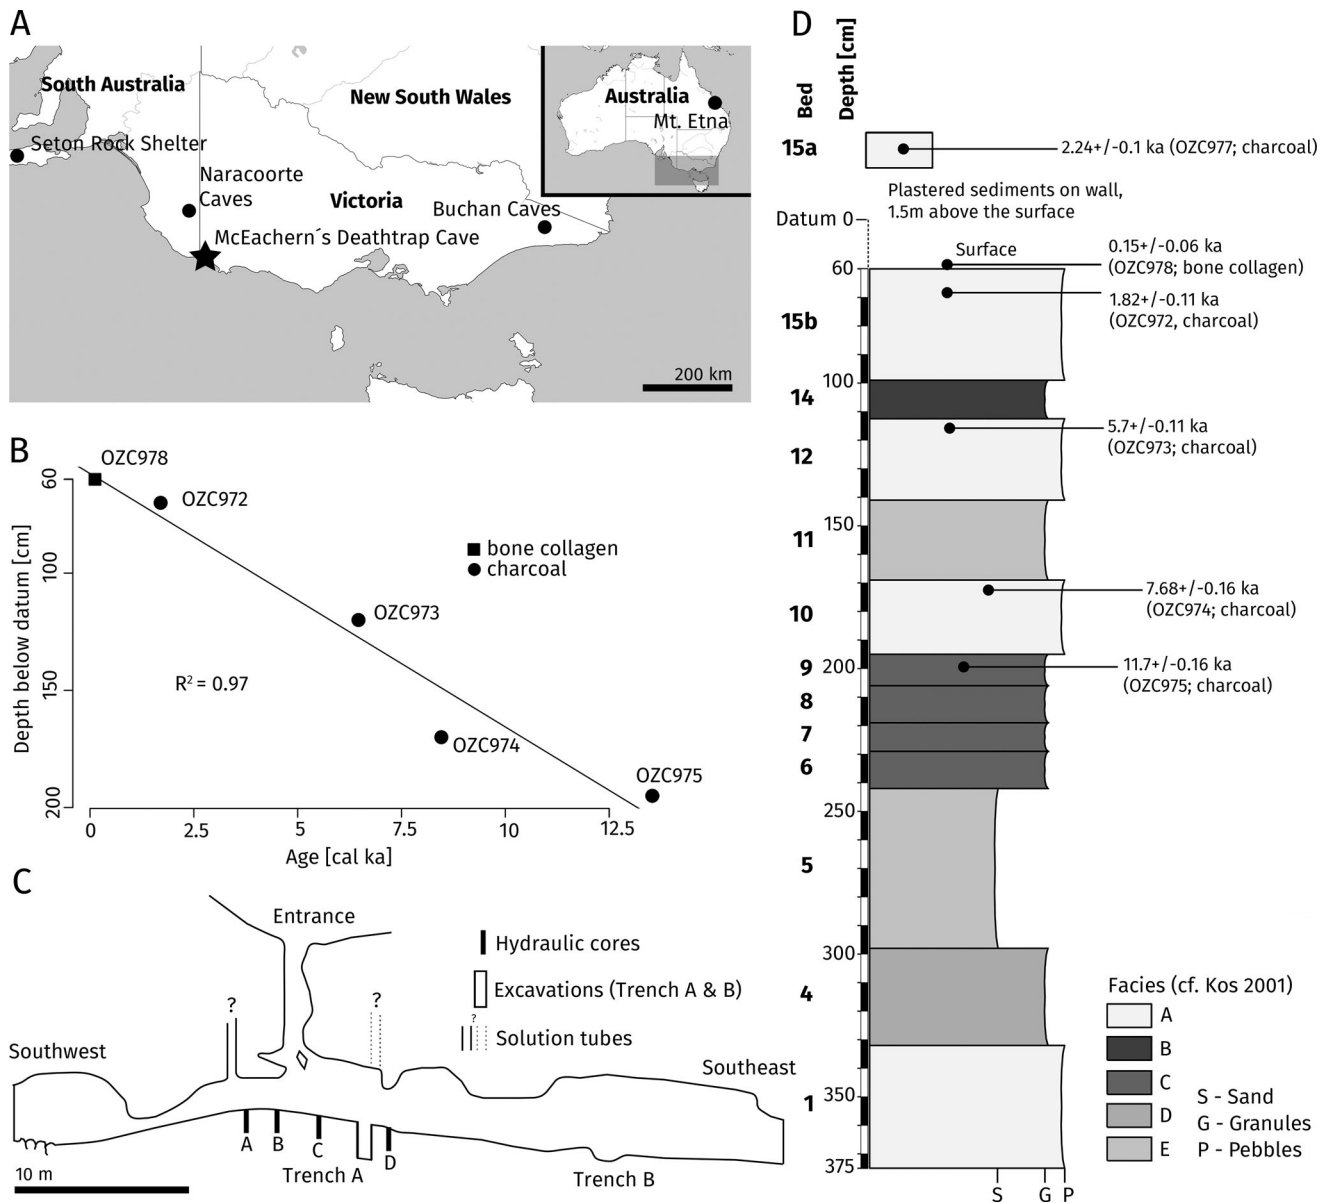 A
South Australia
New South Wales
Australia
Mt. Etna
Seton Rock Shelter
Naracoorte
Caves
Victoria
Buchan Caves
McEachern´s Deathtrap Cave
200 km
B
OZC978
OZC972
bone collagen
charcoal
OZC973
R2 = 0.97
OZC974
OZC975
60
100
150
200
Depth below datum [cm]
0
2.5
5
7.5
10
12.5
Age [cal ka]
C
Entrance
Hydraulic cores
Excavations (Trench A & B)
?
Solution tubes
?
?
Southwest
Southeast
A
B
C
D
Trench A
Trench B
10 m
D
Bed
Depth [cm]
15a
2.24+/-0.1 ka (OZC977; charcoal)
Plastered sediments on wall,
1.5m above the surface
Datum 0
Surface
0.15+/-0.06 ka
(OZC978; bone collagen)
60
1.82+/-0.11 ka
(OZC972, charcoal)
15b
100
14
5.7+/-0.11 ka
(OZC973; charcoal)
12
150
11
7.68+/-0.16 ka
(OZC974; charcoal)
10
9
200
11.7+/-0.16 ka
(OZC975; charcoal)
8
7
6
250
5
300
4
350
1
375
S G P
Facies (cf. Kos 2001)
A
B
C
D
E
S - Sand
G - Granules
P - Pebbles